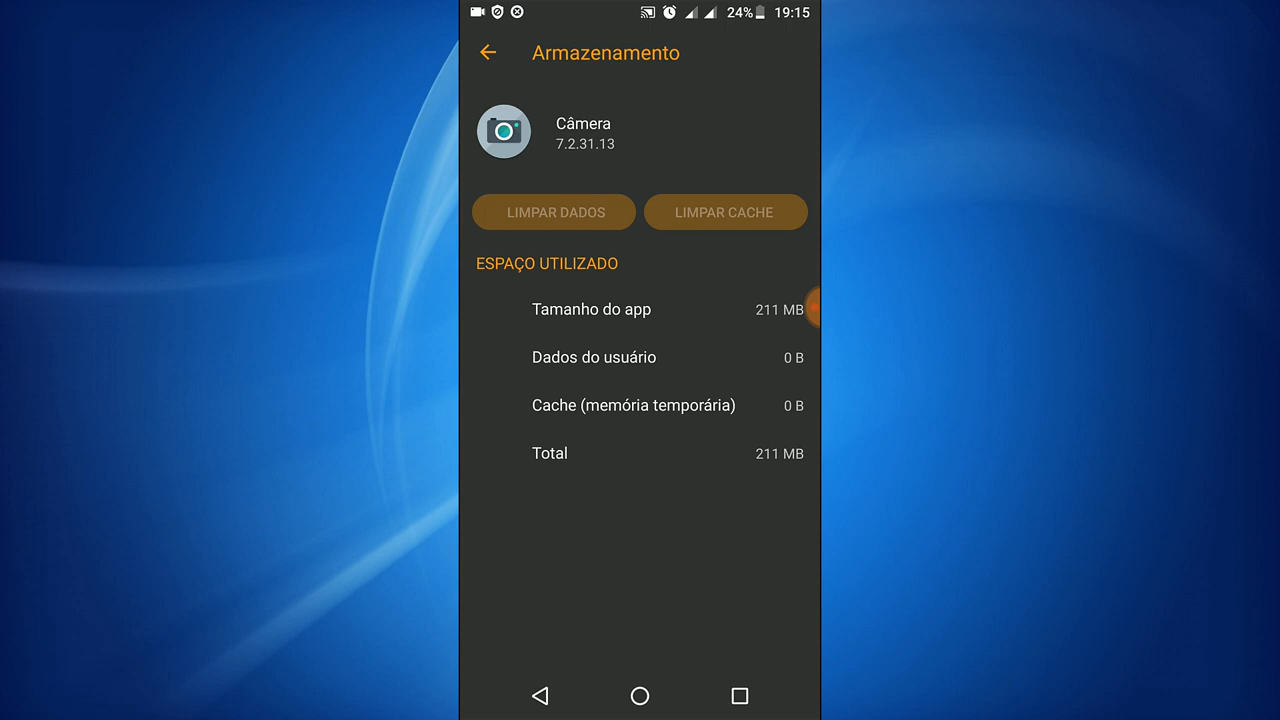 24% 19:15
Armazenamento
Câmera
7.2.31.13
LIMPAR DADOS LIMPAR CACHE
ESPAÇO UTILIZADO
Tamanho do app 211 MB
Dados do usuário 0 B
Cache (memória temporária) 0 B
Total 211 MB